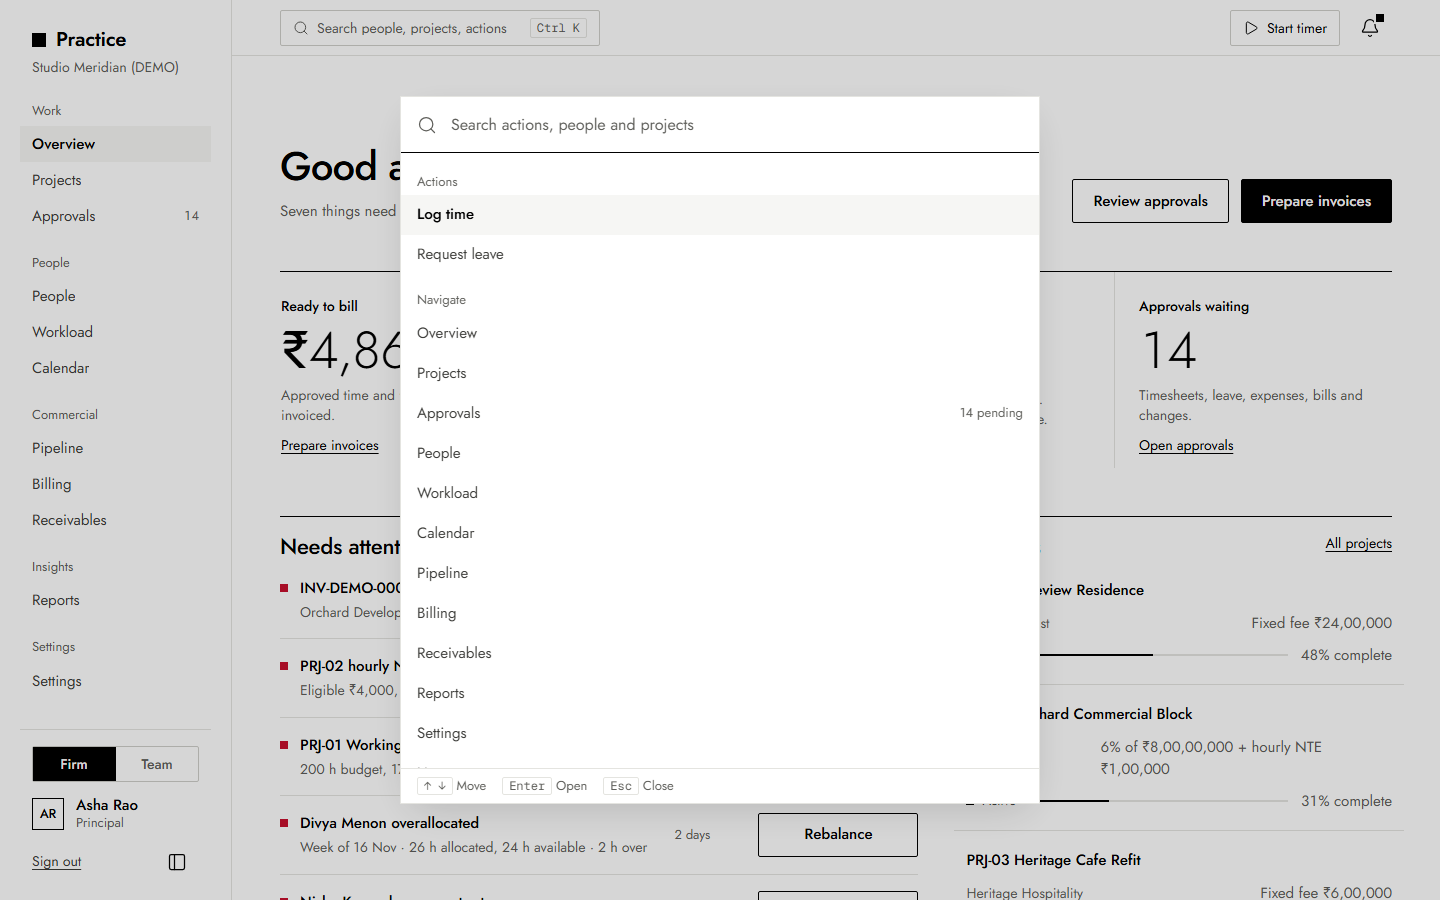 Practice
Studio Meridian (DEMO)
Work
Overview
Projects
Approvals 14
People
People
Workload
Calendar
Commercial
Pipeline
Billing
Receivables
Insights
Reports
Settings
Settings
Firm Team
AR
Asha Rao
Principal
Sign out
Search people, projects, actions Ctrl K
Start timer
Good
Seven things need
Review approvals
Prepare invoices
Ready to bill
₹4,86
Approved time and
invoiced.
Prepare invoices
Approvals waiting
14
Timesheets, leave, expenses, bills and
changes.
Open approvals
Search actions, people and projects
Actions
Log time
Request leave
Navigate
Overview
Projects
Approvals 14 pending
People
Workload
Calendar
Pipeline
Billing
Receivables
Reports
Settings
↑ ↓ Move Enter Open Esc Close
Needs attent
INV-DEMO-000
Orchard Develop
PRJ-02 hourly N
Eligible ₹4,000,
PRJ-01 Working
200 h budget, 17
Divya Menon overallocated
Week of 16 Nov · 26 h allocated, 24 h available · 2 h over
2 days
Rebalance
All projects
eview Residence
st
Fixed fee ₹24,00,000
48% complete
hard Commercial Block
6% of ₹8,00,00,000 + hourly NTE
₹1,00,000
31% complete
PRJ-03 Heritage Cafe Refit
Heritage Hospitality
Fixed fee ₹6,00,000